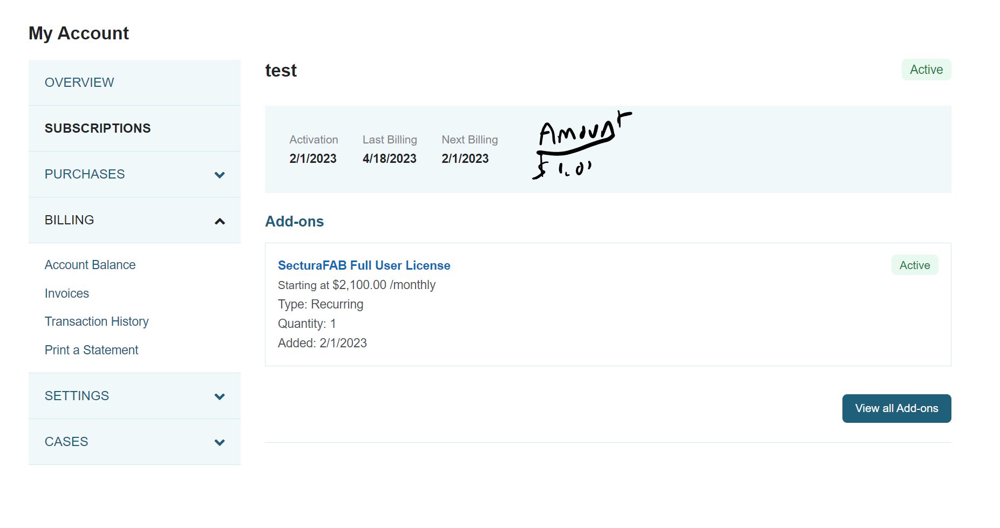 My Account
OVERVIEW
SUBSCRIPTIONS
PURCHASES
BILLING
Account Balance
Invoices
Transaction History
Print a Statement
SETTINGS
CASES
test
Active
Activation
2/1/2023
Last Billing
4/18/2023
Next Billing
2/1/2023
Amount
Add-ons
SecturaFAB Full User License
Active
Starting at $2,100.00 /monthly
Type: Recurring
Quantity: 1
Added: 2/1/2023
View all Add-ons